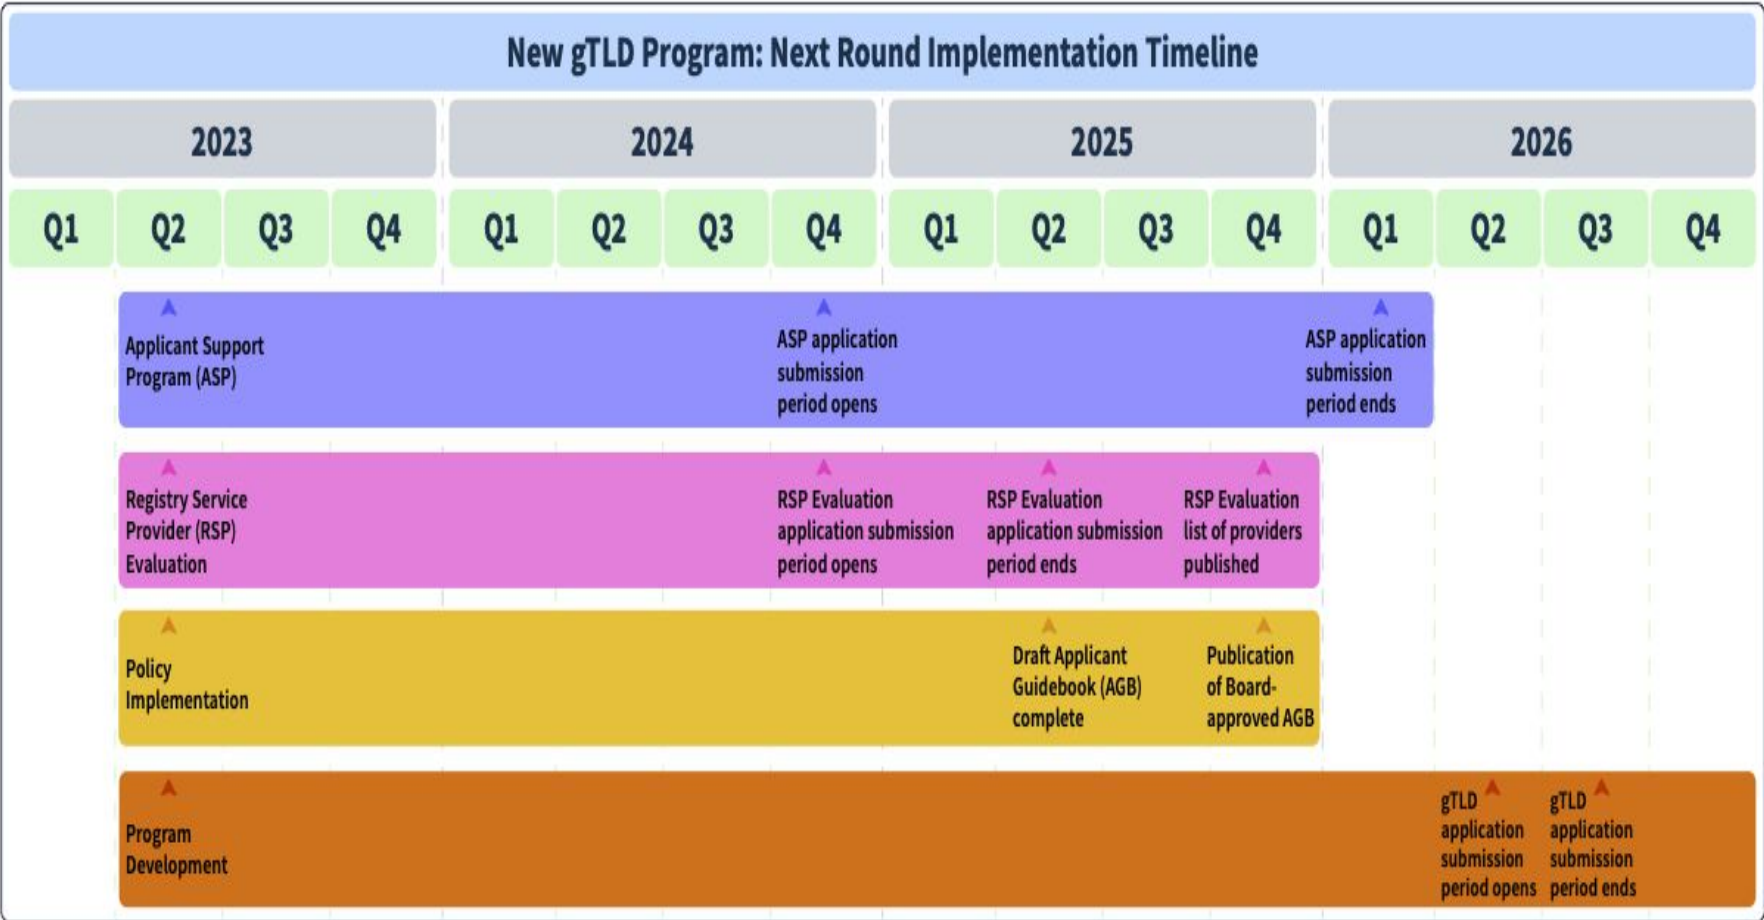 New gTLD Program: Next Round Implementation Timeline
2023 2024 2025 2026
Q1 Q2 Q3 Q4 Q1 Q2 Q3 Q4 Q1 Q2 Q3 Q4 Q1 Q2 Q3 Q4
Applicant Support
Program (ASP)
ASP application
submission
period opens
ASP application
submission
period ends
Registry Service
Provider (RSP)
Evaluation
RSP Evaluation
application submission
period opens
RSP Evaluation
application submission
period ends
RSP Evaluation
list of providers
published
Policy
Implementation
Draft Applicant
Guidebook (AGB)
complete
Publication
of Board-
approved AGB
Program
Development
gTLD
application
submission
period opens
gTLD
application
submission
period ends